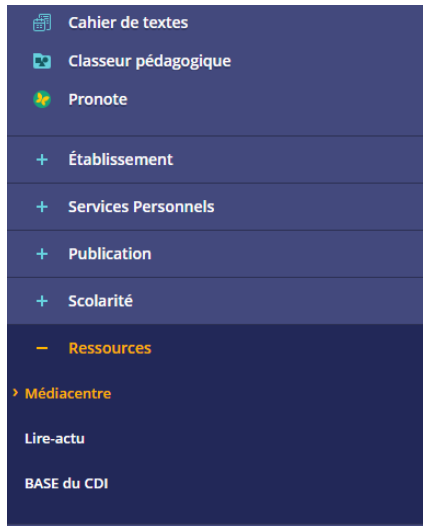 Cahier de textes
Classeur pédagogique
Pronote
+ Établissement
+ Services Personnels
+ Publication
+ Scolarité
– Ressources
› Médiacentre
Lire-actu
BASE du CDI